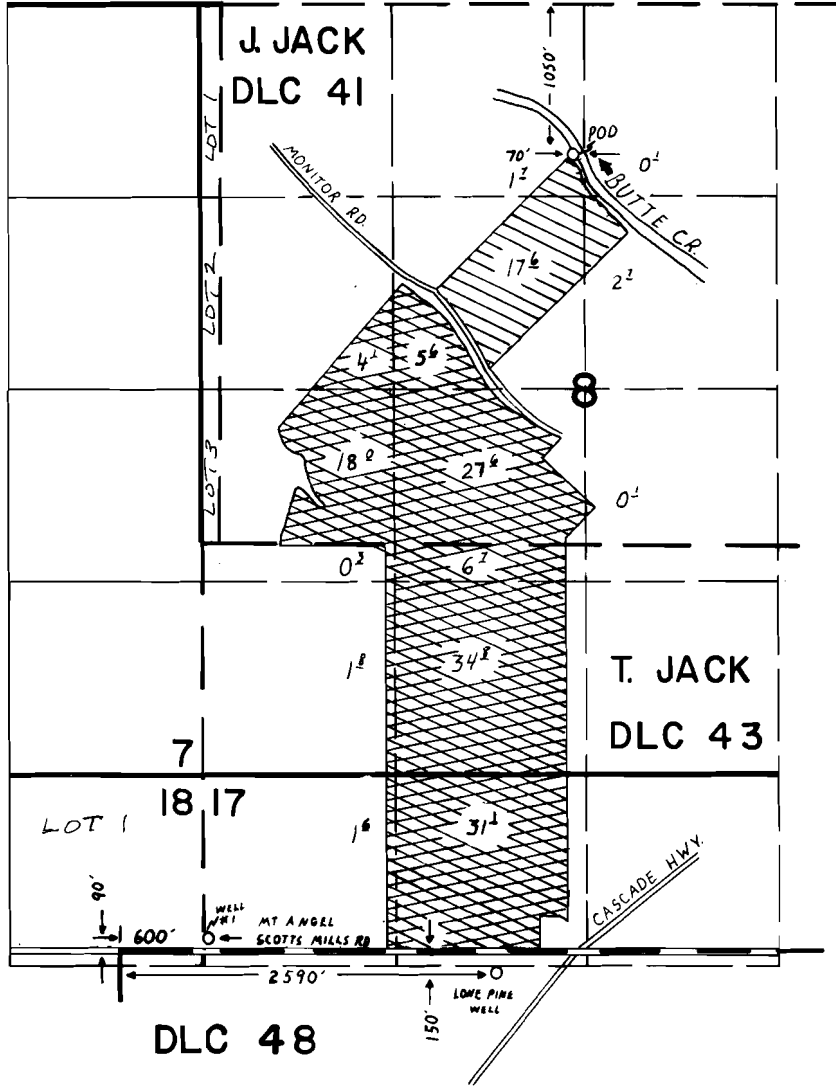 J. JACK
DLC 41
LOT 1
1050'
POD
70'
0.1
1.7
BUTTE CR.
MONITOR RD.
LOT 2
17.6
2.7
4.1
5.6
8
LOT 3
18.0
27.6
0.1
6.7
1.8
34.8
T. JACK
DLC 43
7
18 17
LOT 1
1.6
31.1
CASCADE HWY.
90'
600'
WELL
#1
MT ANGEL
SCOTTS MILLS RD
2590'
150'
LONE PINE
WELL
DLC 48